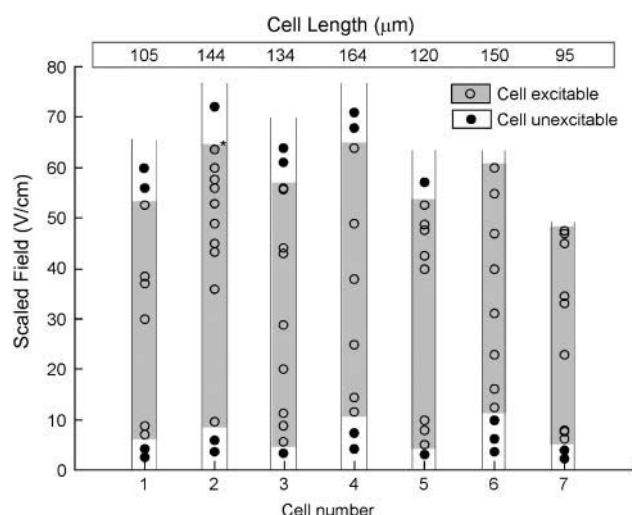 Cell Length (μm)
105 144 134 164 120 150 95
80
70
60
50
40
30
20
10
0
Scaled Field (V/cm)
Cell excitable
Cell unexcitable
*
1 2 3 4 5 6 7
Cell number